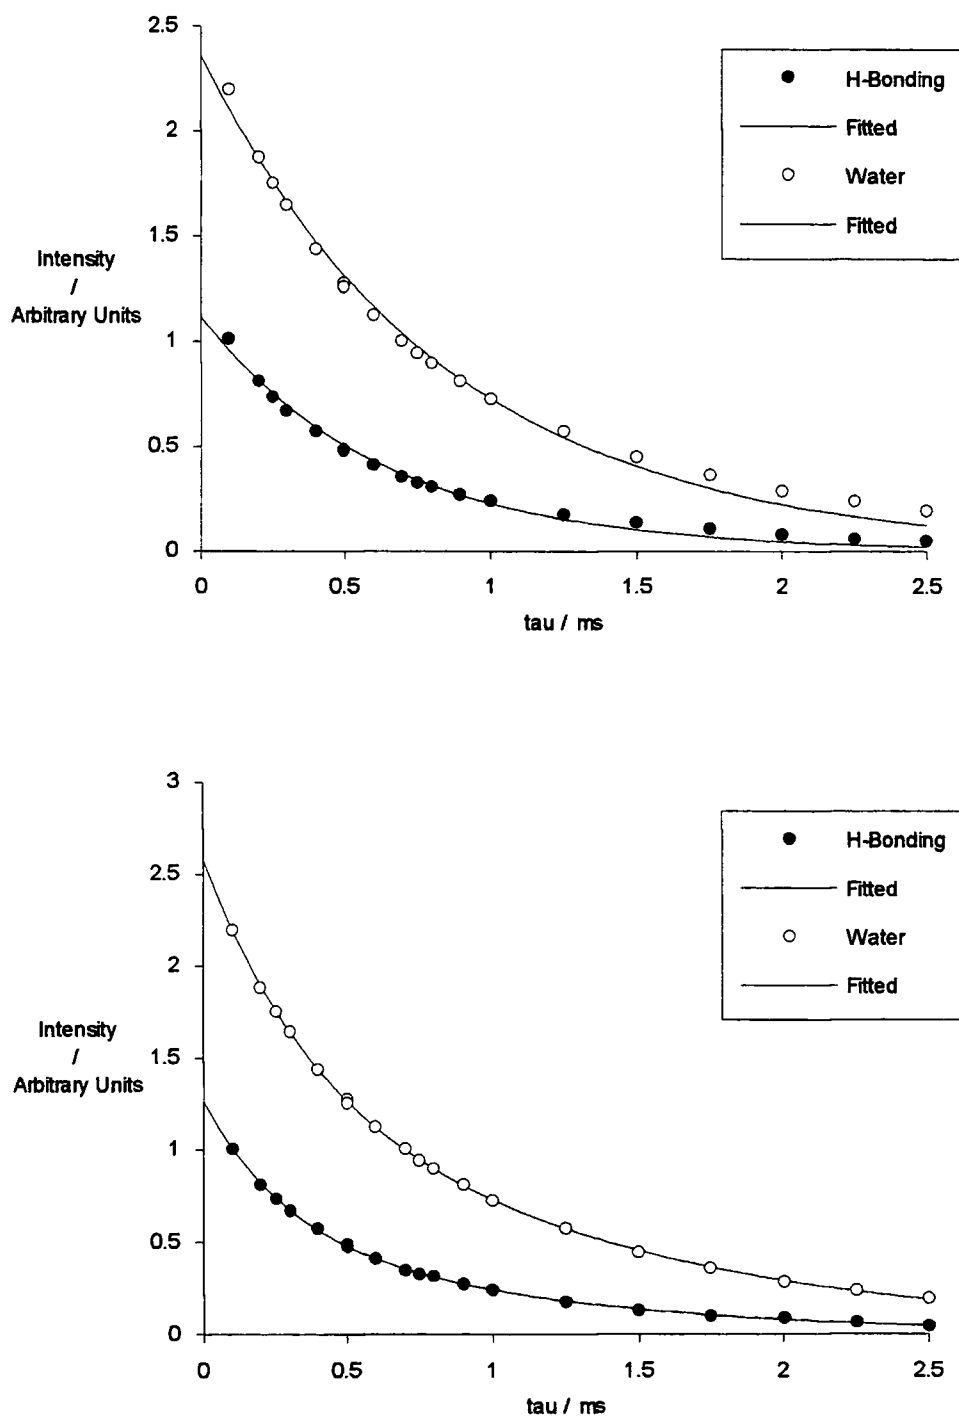 2.5
2
1.5
1
0.5
0
Intensity
/
Arbitrary Units
H-Bonding
Fitted
Water
Fitted
0 0.5 1 1.5 2 2.5
tau / ms
3
2.5
2
1.5
1
0.5
0
Intensity
/
Arbitrary Units
H-Bonding
Fitted
Water
Fitted
0 0.5 1 1.5 2 2.5
tau / ms